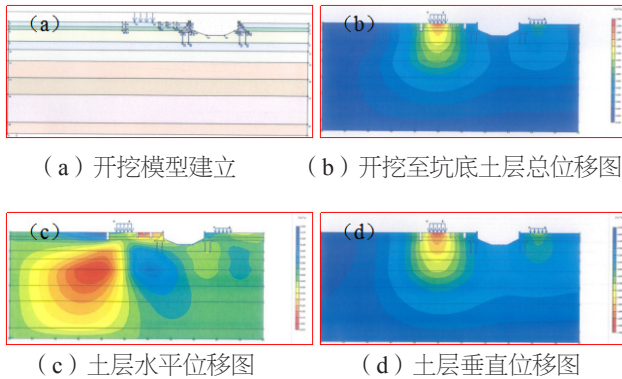 (a)
(b)
（a）开挖模型建立
（b）开挖至坑底土层总位移图
(c)
(d)
（c）土层水平位移图
（d）土层垂直位移图